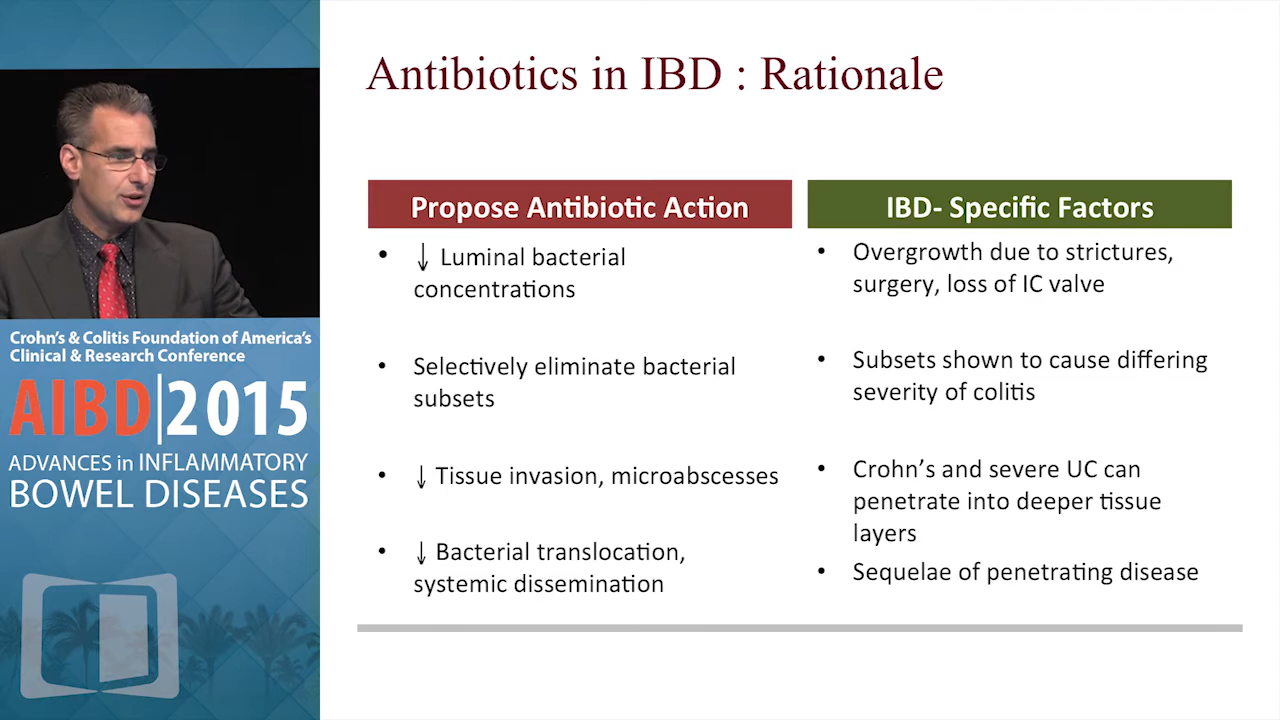 Antibiotics in IBD : Rationale
Propose Antibiotic Action
• ↓ Luminal bacterial
concentrations
• Selectively eliminate bacterial
subsets
• ↓ Tissue invasion, microabscesses
• ↓ Bacterial translocation,
systemic dissemination
IBD- Specific Factors
• Overgrowth due to strictures,
surgery, loss of IC valve
• Subsets shown to cause differing
severity of colitis
• Crohn's and severe UC can
penetrate into deeper tissue
layers
• Sequelae of penetrating disease
Crohn's & Colitis Foundation of America's
Clinical & Research Conference
AIBD|2015
ADVANCES in INFLAMMATORY
BOWEL DISEASES